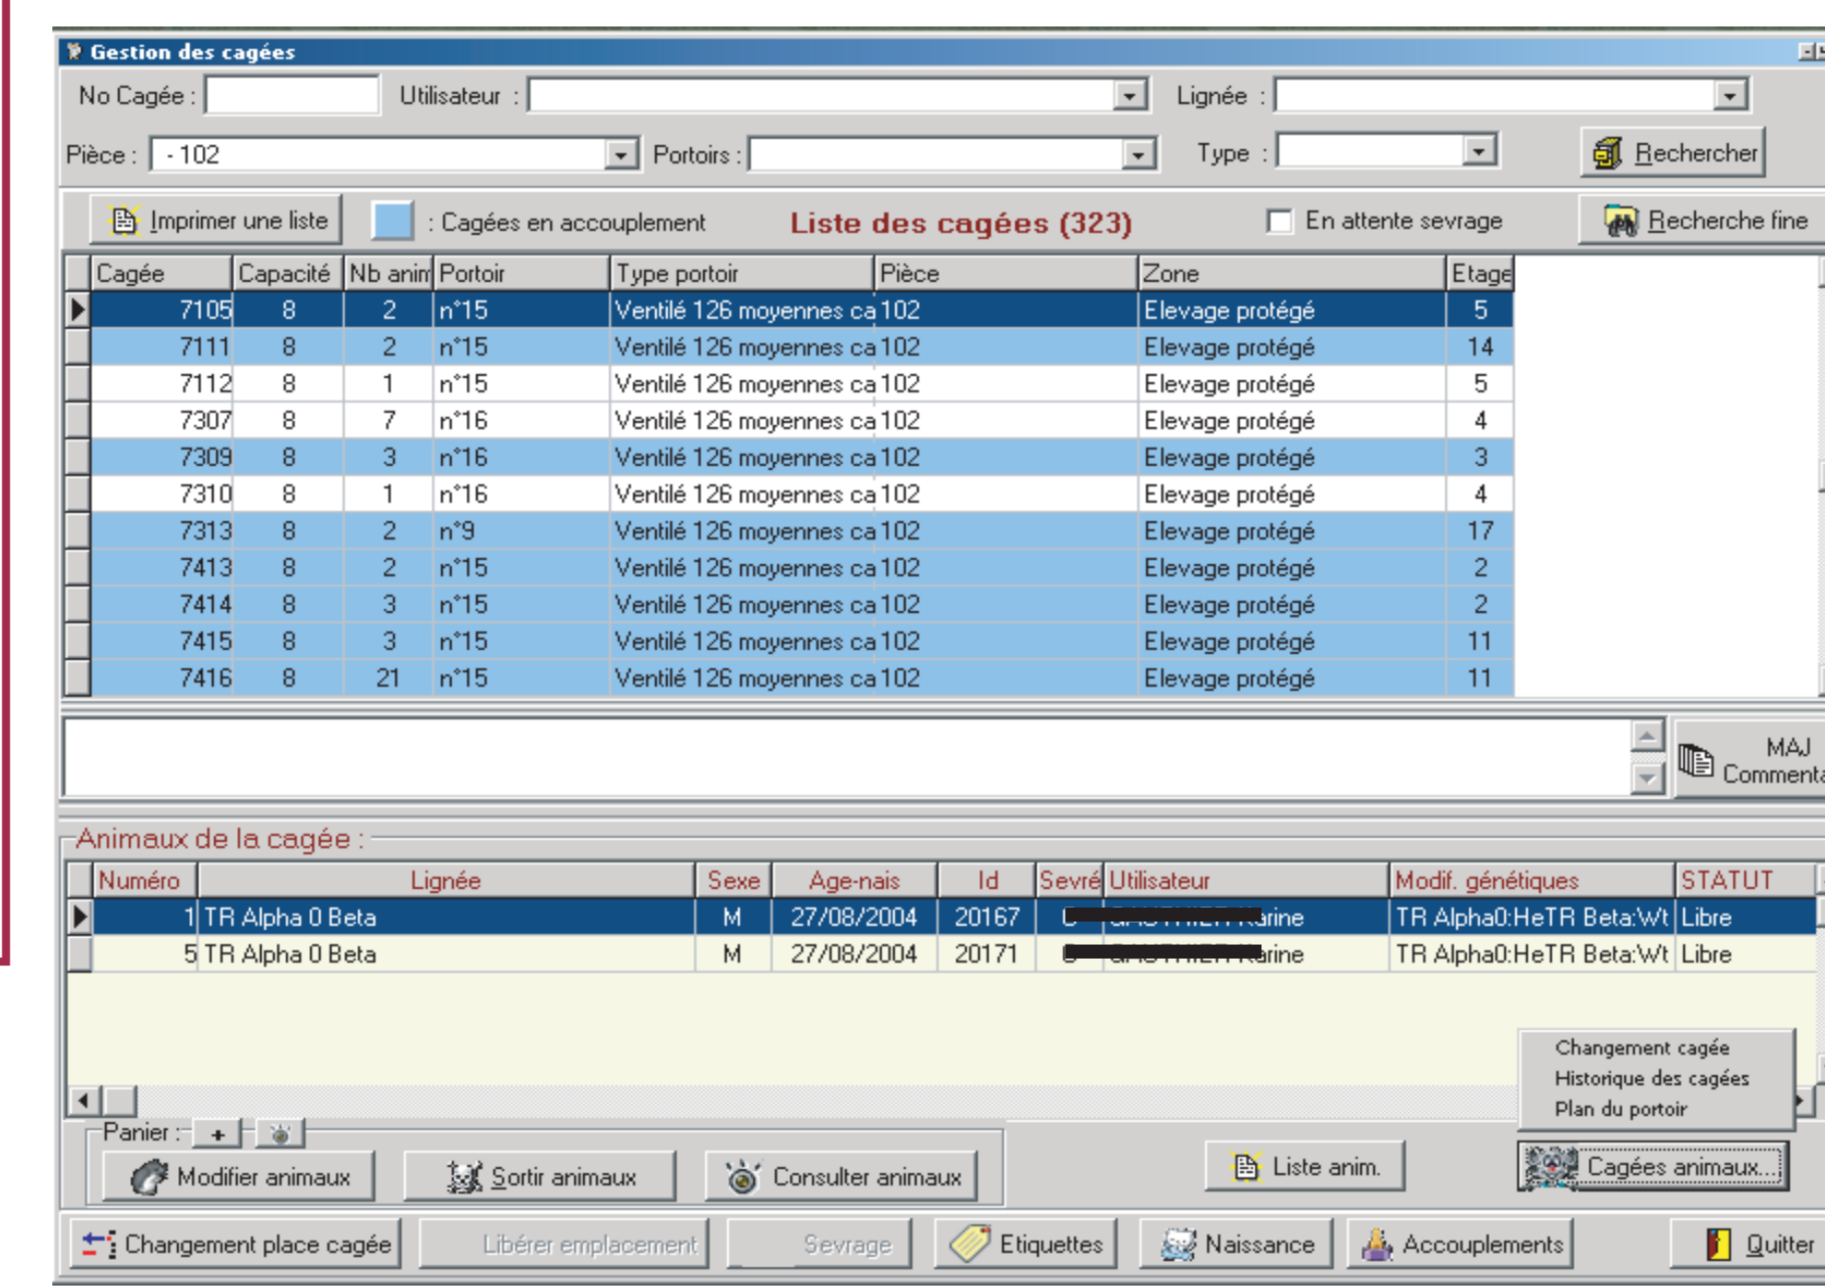 Gestion des cagées
No Cagée : Utilisateur : Lignée :
Pièce : - 102 Portoirs : Type : Rechercher
Imprimer une liste : Cagées en accouplement Liste des cagées (323) En attente sevrage Recherche fine
Cagée Capacité Nb anim Portoir Type portoir Pièce Zone Etage
7105 8 2 n°15 Ventilé 126 moyennes ca 102 Elevage protégé 5
7111 8 2 n°15 Ventilé 126 moyennes ca 102 Elevage protégé 14
7112 8 1 n°15 Ventilé 126 moyennes ca 102 Elevage protégé 5
7307 8 7 n°16 Ventilé 126 moyennes ca 102 Elevage protégé 4
7309 8 3 n°16 Ventilé 126 moyennes ca 102 Elevage protégé 3
7310 8 1 n°16 Ventilé 126 moyennes ca 102 Elevage protégé 4
7313 8 2 n°9 Ventilé 126 moyennes ca 102 Elevage protégé 17
7413 8 2 n°15 Ventilé 126 moyennes ca 102 Elevage protégé 2
7414 8 3 n°15 Ventilé 126 moyennes ca 102 Elevage protégé 2
7415 8 3 n°15 Ventilé 126 moyennes ca 102 Elevage protégé 11
7416 8 21 n°15 Ventilé 126 moyennes ca 102 Elevage protégé 11
MAJ
Commenta
Animaux de la cagée :
Numéro Lignée Sexe Age-nais Id Sevré Utilisateur Modif. génétiques STATUT
1 TR Alpha 0 Beta M 27/08/2004 20167 arine TR Alpha0:HeTR Beta:Wt Libre
5 TR Alpha 0 Beta M 27/08/2004 20171 arine TR Alpha0:HeTR Beta:Wt Libre
Changement cagée
Historique des cagées
Plan du portoir
Panier : +
Modifier animaux Sortir animaux Consulter animaux Liste anim. Cagées animaux...
Changement place cagée Libérer emplacement Sevrage Etiquettes Naissance Accouplements Quitter